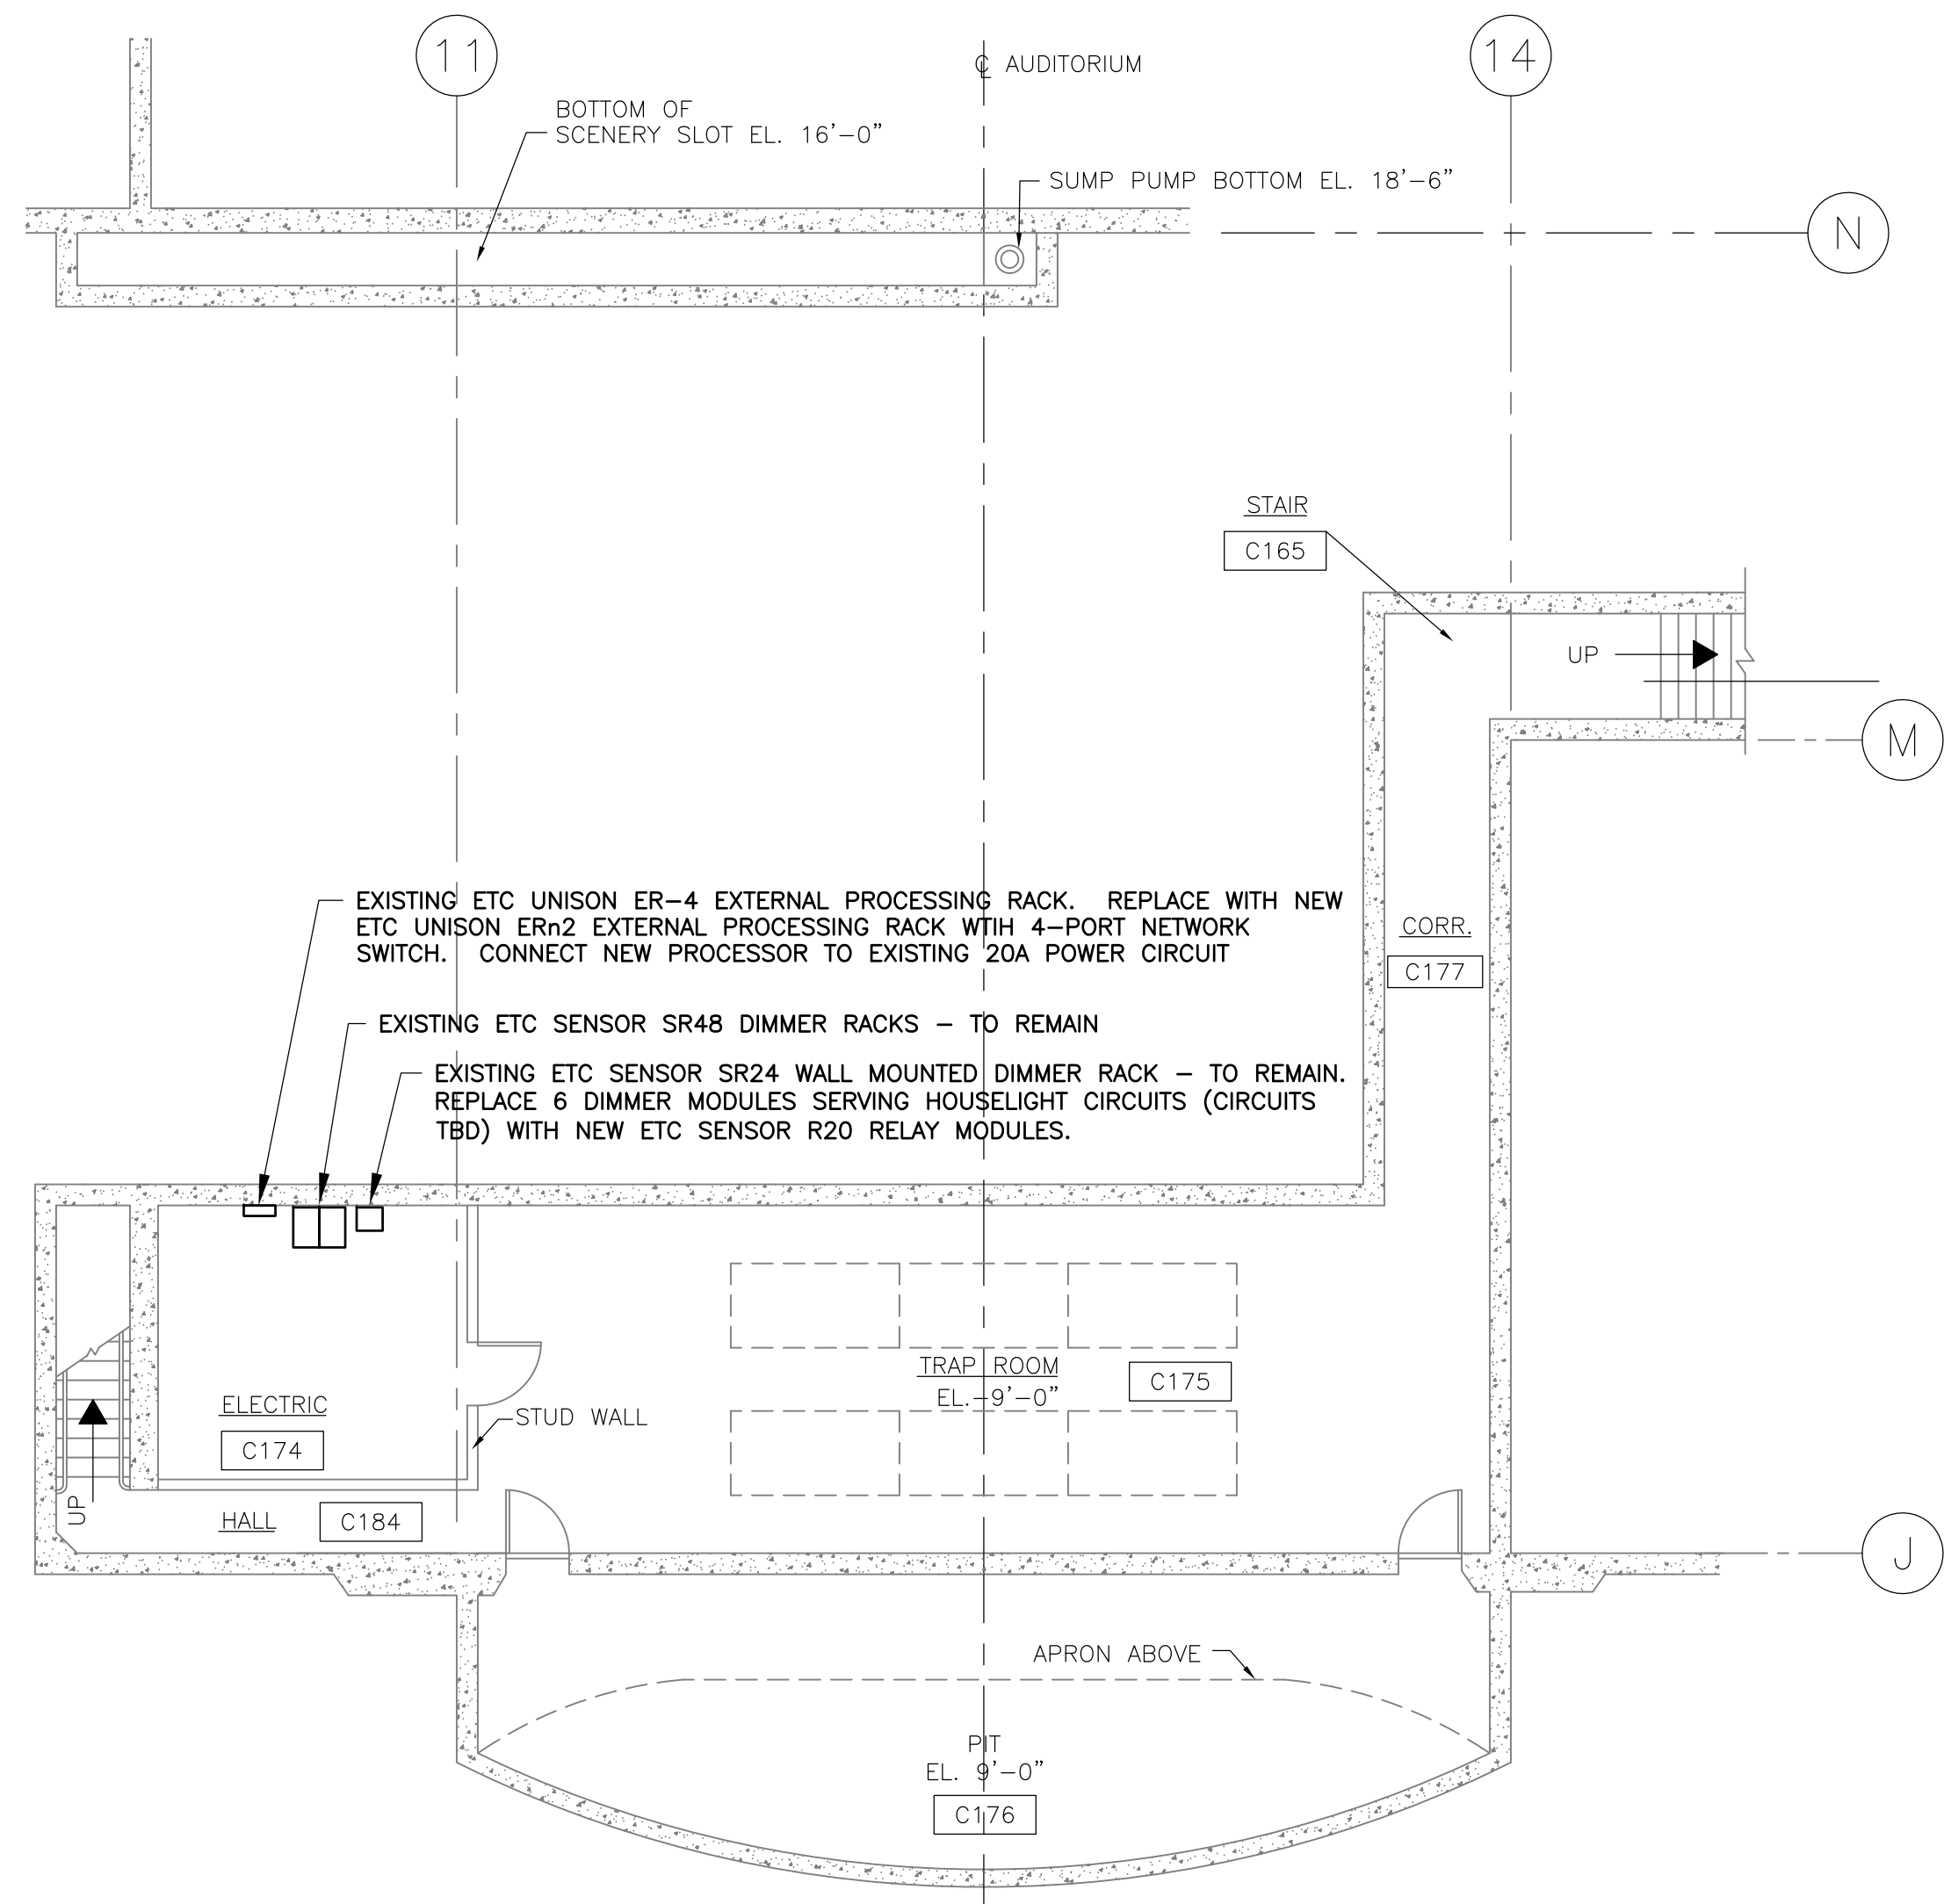 11
℄ AUDITORIUM
14
BOTTOM OF
SCENERY SLOT EL. 16'-0"
SUMP PUMP BOTTOM EL. 18'-6"
N
STAIR
C165
UP
M
EXISTING ETC UNISON ER-4 EXTERNAL PROCESSING RACK. REPLACE WITH NEW
ETC UNISON ERn2 EXTERNAL PROCESSING RACK WTIH 4-PORT NETWORK
SWITCH. CONNECT NEW PROCESSOR TO EXISTING 20A POWER CIRCUIT
CORR.
C177
EXISTING ETC SENSOR SR48 DIMMER RACKS - TO REMAIN
EXISTING ETC SENSOR SR24 WALL MOUNTED DIMMER RACK - TO REMAIN.
REPLACE 6 DIMMER MODULES SERVING HOUSELIGHT CIRCUITS (CIRCUITS
TBD) WITH NEW ETC SENSOR R20 RELAY MODULES.
TRAP ROOM
EL.-9'-0"
C175
ELECTRIC
C174
STUD WALL
UP
HALL
C184
J
APRON ABOVE
PIT
EL. 9'-0"
C176